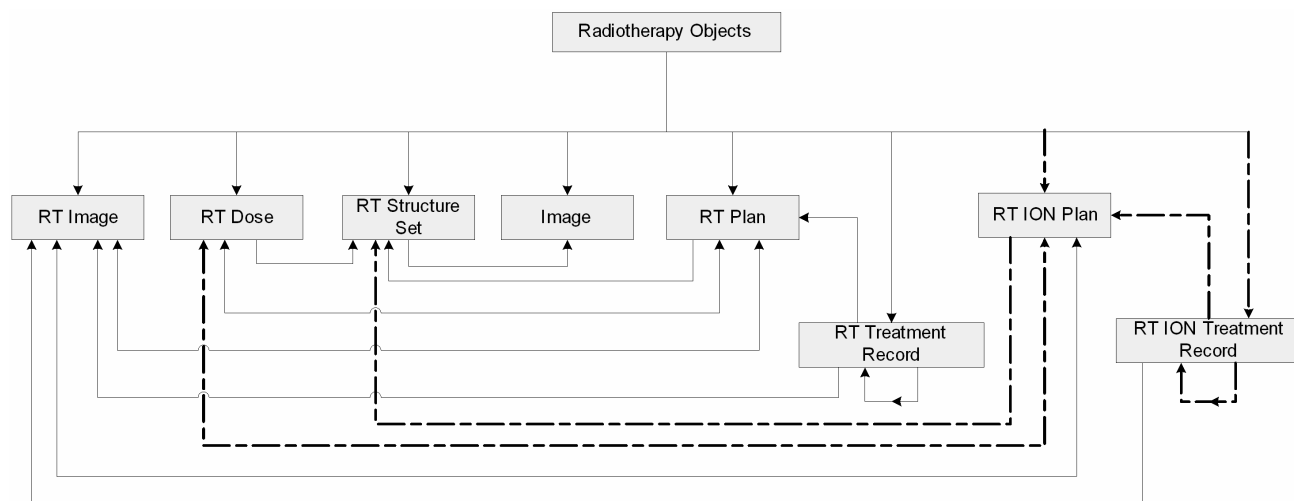 Radiotherapy Objects
RT Image
RT Dose
RT Structure
Set
Image
RT Plan
RT ION Plan
RT Treatment
Record
RT ION Treatment
Record